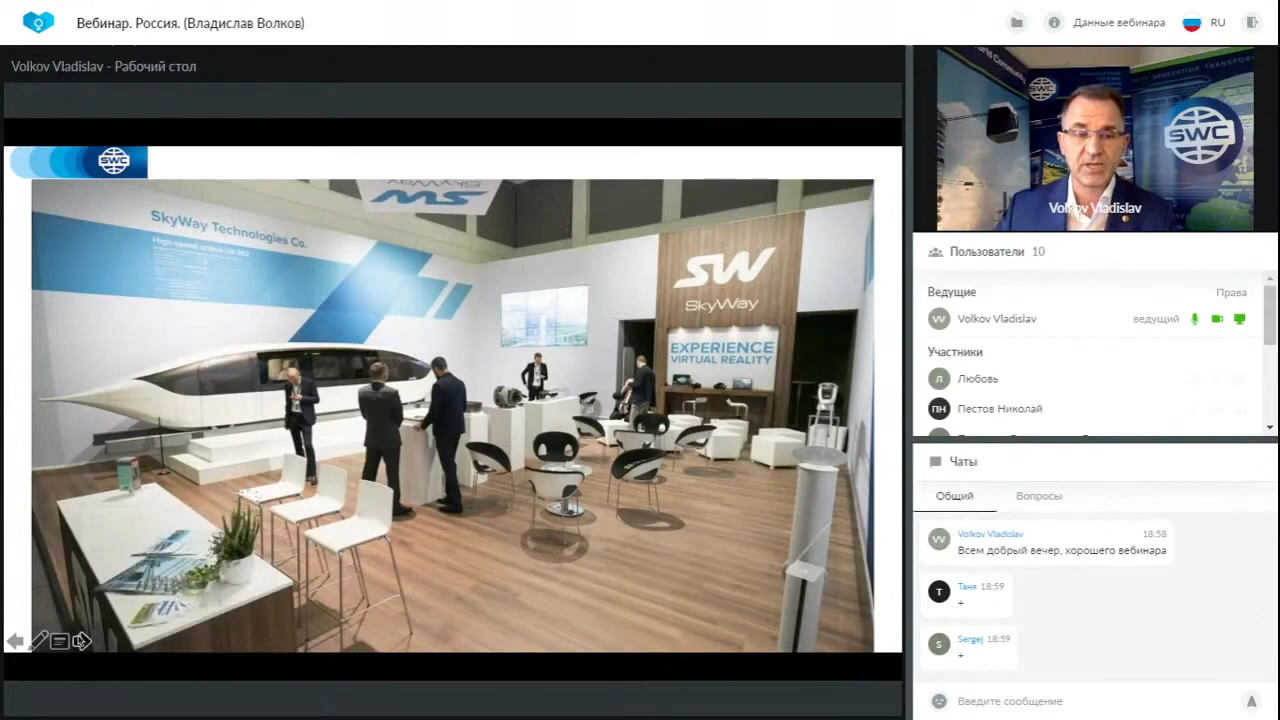 Вебинар. Россия. (Владислав Волков)
Данные вебинара
RU
Volkov Vladislav - Рабочий стол
SWC
SkyWay Technologies Co.
SW
SkyWay
EXPERIENCE
VIRTUAL REALITY
SWC
SWC
Volkov Vladislav
Пользователи 10
Ведущие
Права
VV
Volkov Vladislav
ведущий
Участники
Л
Любовь
ПН
Пестов Николай
Чаты
Общий
Вопросы
VV
Volkov Vladislav
18:58
Всем добрый вечер, хорошего вебинара
Т
Таня 18:59
+
S
Sergej 18:59
+
Введите сообщение